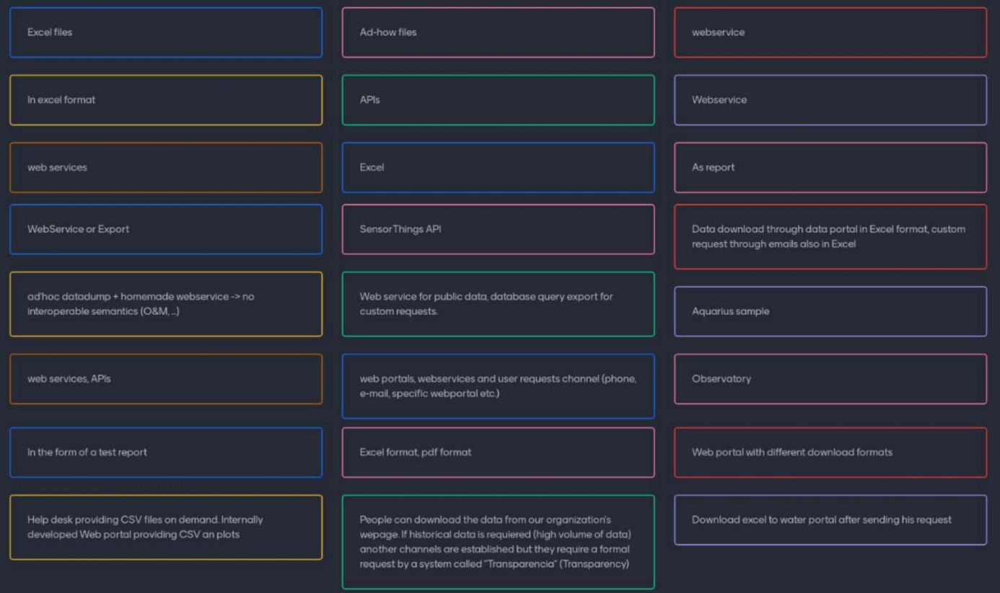 Excel files
Ad-how files
webservice
In excel format
APIs
Webservice
web services
Excel
As report
WebService or Export
SensorThings API
Data download through data portal in Excel format, custom
request through emails also in Excel
ad'hoc datadump + homemade webservice -> no
interoperable semantics (O&M, ...)
Web service for public data, database query export for
custom requests.
Aquarius sample
web services, APIs
web portals, webservices and user requests channel (phone,
e-mail, specific webportal etc.)
Observatory
In the form of a test report
Excel format, pdf format
Web portal with different download formats
Help desk providing CSV files on demand. Internally
developed Web portal providing CSV an plots
People can download the data from our organization's
wepage. If historical data is requiered (high volume of data)
another channels are established but they require a formal
request by a system called "Transparencia" (Transparency)
Download excel to water portal after sending his request